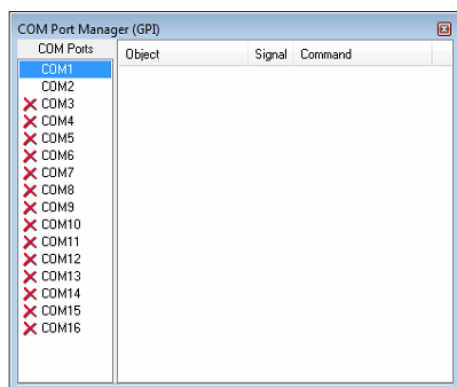 COM Port Manager (GPI)
COM Ports
Object Signal Command
COM1
COM2
COM3
COM4
COM5
COM6
COM7
COM8
COM9
COM10
COM11
COM12
COM13
COM14
COM15
COM16